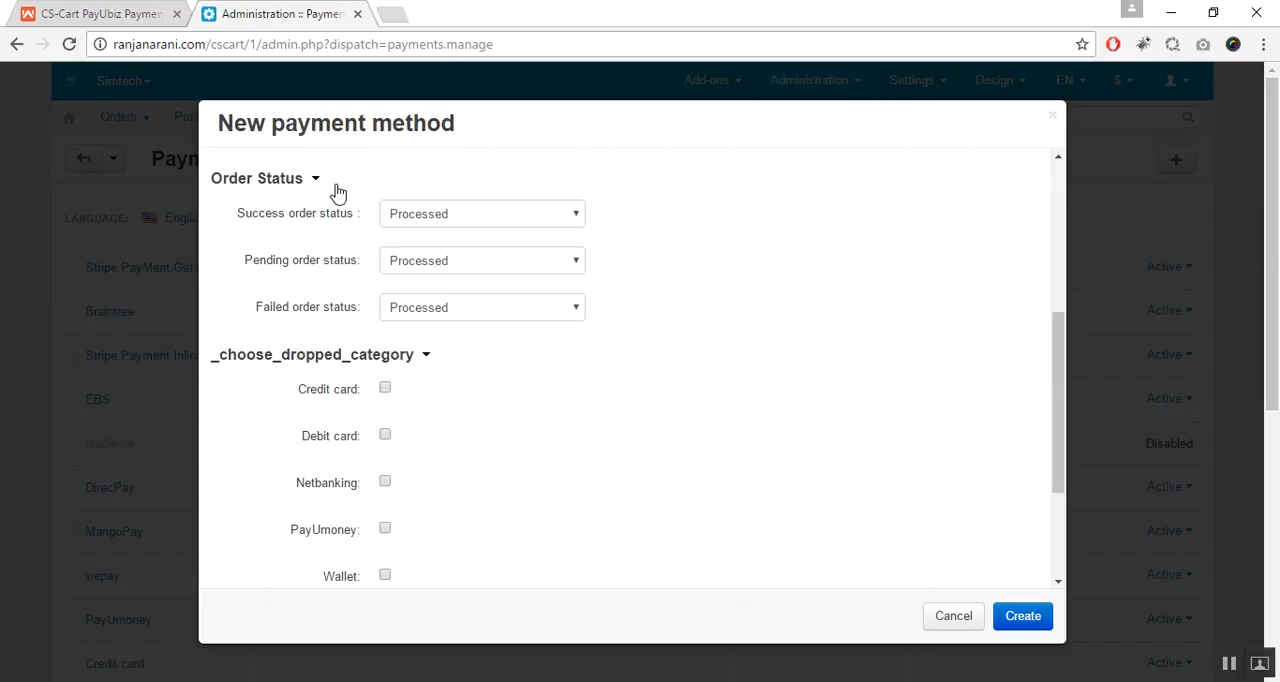 CS-Cart PayUbiz Paymen
Administration :: Paymen
ranjanarani.com/cscart/1/admin.php?dispatch=payments.manage
Simtech
Add-ons
Administration
Settings
Design
EN
$
Orders
Pro
New payment method
Paym
LANGUAGE:
Englis
Order Status
Success order status :
Processed
Pending order status:
Processed
Failed order status:
Processed
_choose_dropped_category
Credit card:
Debit card:
Netbanking:
PayUmoney:
Wallet:
Cancel
Create
Stripe PayMent Gate
Active
Braintree
Active
Stripe Payment Inlin
Active
EBS
Active
Disabled
DirecPay
Active
MangoPay
Active
wepay
Active
PayUmoney
Active
Credit card
Active